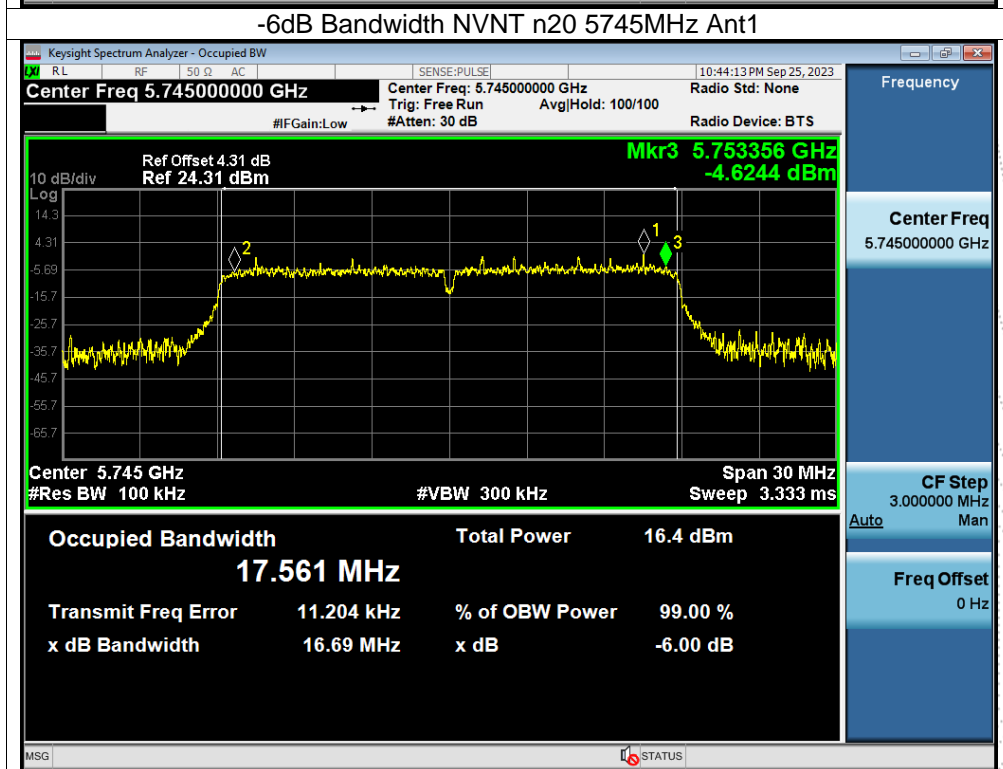 -6dB Bandwidth NVNT n20 5745MHz Ant1
Keysight Spectrum Analyzer - Occupied BW
LXI RL RF 50 Ω AC SENSE:PULSE 10:44:13 PM Sep 25, 2023
Center Freq 5.745000000 GHz Center Freq: 5.745000000 GHz Radio Std: None
Trig: Free Run Avg|Hold: 100/100
#IFGain:Low #Atten: 30 dB Radio Device: BTS
Frequency
Ref Offset 4.31 dB Mkr3 5.753356 GHz
10 dB/div Ref 24.31 dBm -4.6244 dBm
Log
14.3
4.31
-5.69
-15.7
-25.7
-35.7
-45.7
-55.7
-65.7
1
2
3
Center 5.745 GHz Span 30 MHz
#Res BW 100 kHz #VBW 300 kHz Sweep 3.333 ms
Occupied Bandwidth Total Power 16.4 dBm
17.561 MHz
Transmit Freq Error 11.204 kHz % of OBW Power 99.00 %
x dB Bandwidth 16.69 MHz x dB -6.00 dB
Center Freq
5.745000000 GHz
CF Step
3.000000 MHz
Auto Man
Freq Offset
0 Hz
MSG STATUS